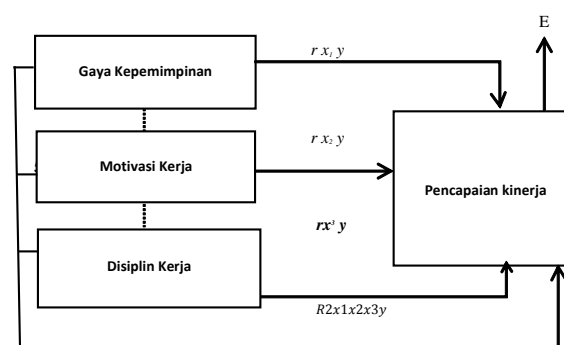 E
Gaya Kepemimpinan
r x₁ y
Motivasi Kerja
r x₂ y
Pencapaian kinerja
rx³ y
Disiplin Kerja
R2x1x2x3y